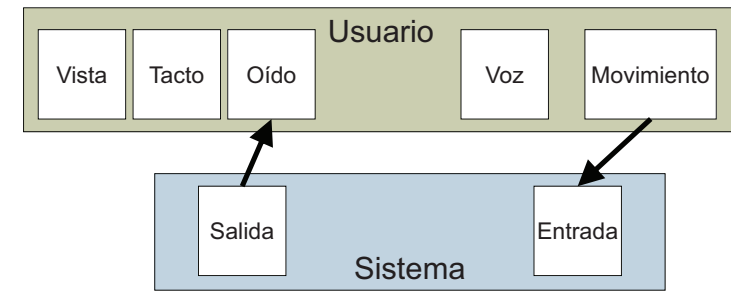 Usuario
Vista
Tacto
Oído
Voz
Movimiento
Salida
Entrada
Sistema